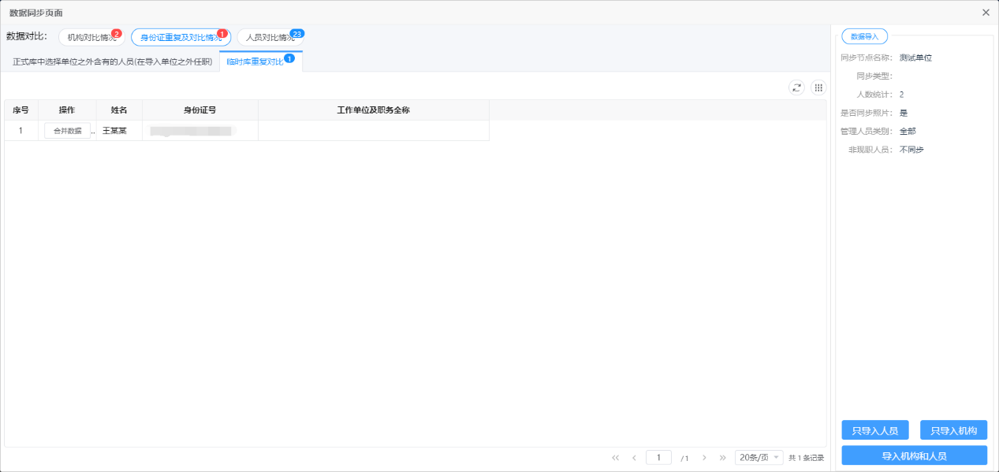 数据同步页面
数据对比: 机构对比情况 2 身份证重复及对比情况 1 人员对比情况 23
正式库中选择单位之外含有的人员(在导入单位之外任职) 临时库重复对比 1
序号 操作 姓名 身份证号 工作单位及职务全称
1 合并数据 .. 王某某
1 /1 20条/页 共 1 条记录
数据导入
同步节点名称: 测试单位
同步类型:
人数统计: 2
是否同步照片: 是
管理人员类别: 全部
非现职人员: 不同步
只导入人员 只导入机构
导入机构和人员